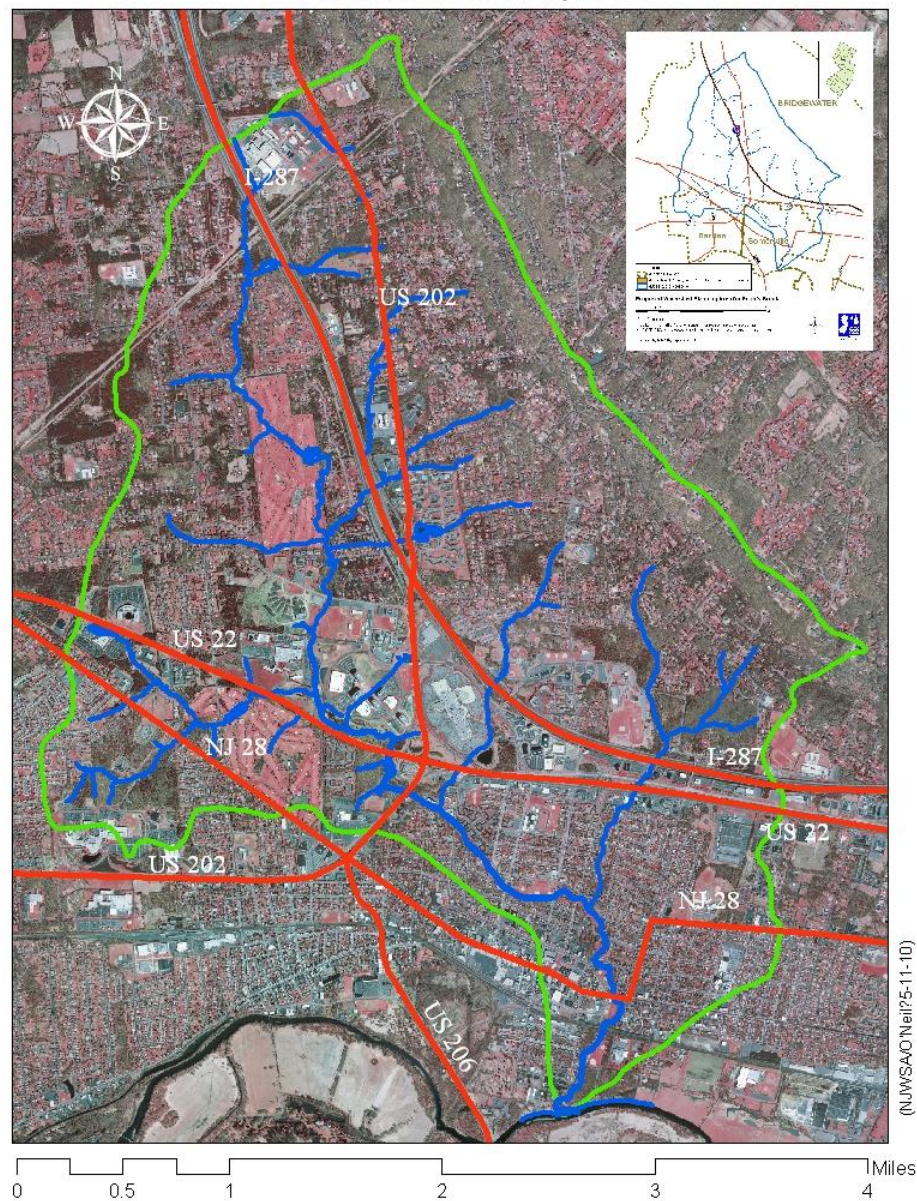 N
W E
S
BRIDGEWATER
Raritan
Somerville
I-287
US 202
US 22
NJ 28
I-287
US 22
US 202
NJ 28
US 206
(NJWSA/O'Neil?5-11-10)
Miles
0 0.5 1 2 3 4